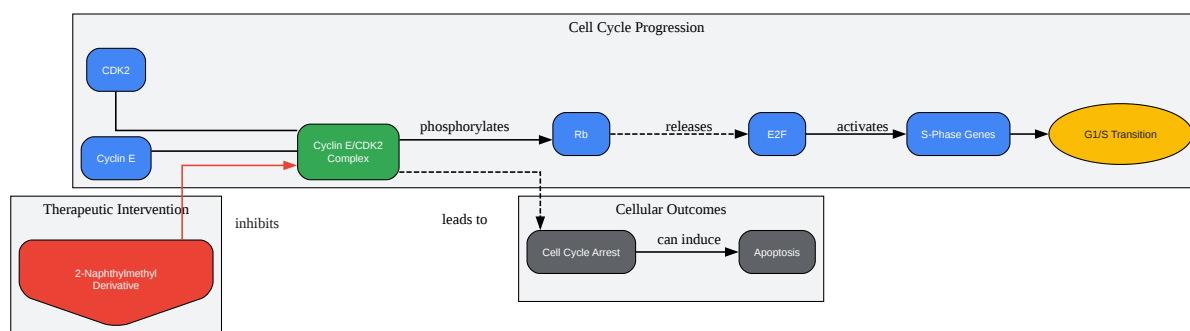 Cell Cycle Progression
CDK2
Cyclin E
Cyclin E/CDK2
Complex
phosphorylates
Rb
releases
E2F
activates
S-Phase Genes
G1/S Transition
Therapeutic Intervention
inhibits
2-Naphthylmethyl
Derivative
leads to
Cellular Outcomes
Cell Cycle Arrest
can induce
Apoptosis